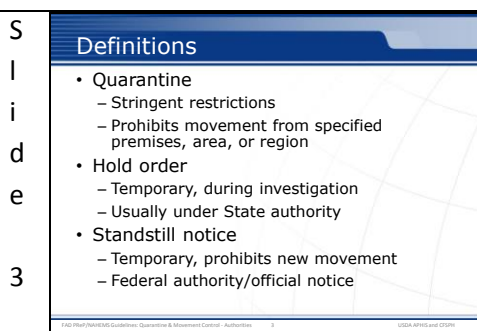 Slide 3
Definitions
• Quarantine
– Stringent restrictions
– Prohibits movement from specified
premises, area, or region
• Hold order
– Temporary, during investigation
– Usually under State authority
• Standstill notice
– Temporary, prohibits new movement
– Federal authority/official notice
FAD PReP/NAHEMS Guidelines: Quarantine & Movement Control - Authorities 3 USDA APHIS and CFSPH